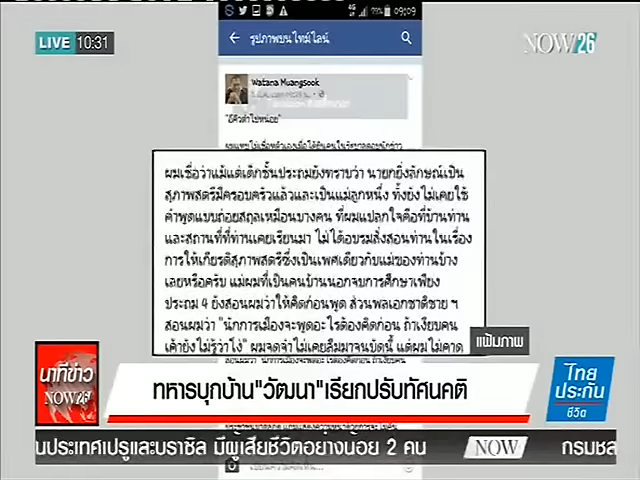 09:09
LIVE 10:31
รูปภาพบนไทม์ไลน์
NOW26
Watana Muangsook
ผมเชื่อว่าแม้แต่เด็กชั้นประถมยังทราบว่า นายกยิ่งลักษณ์เป็น
สุภาพสตรีมีครอบครัวแล้วและเป็นแม่ลูกหนึ่ง ทั้งยังไม่เคยใช้
คำพูดแบบถ่อยสถุลเหมือนบางคน ที่ผมแปลกใจคือที่บ้านท่าน
และสถานที่ที่ท่านเคยเรียนมา ไม่ได้อบรมสั่งสอนท่านในเรื่อง
การให้เกียรติสุภาพสตรีซึ่งเป็นเพศเดียวกับแม่ของท่านบ้าง
เลยหรือครับ แม่ผมที่เป็นคนบ้านนอกจบการศึกษาเพียง
ประถม 4 ยังสอนผมว่าให้คิดก่อนพูด ส่วนพลเอกชาติชาย ฯ
สอนผมว่า "นักการเมืองจะพูดอะไรต้องคิดก่อน ถ้าเงียบคน
เค้ายังไม่รู้ว่าโง่" ผมจดจำไม่เคยลืมมาจนบัดนี้ แต่ผมไม่คาด
แฟ้มภาพ
นาทีข่าว
NOW26
ทหารบุกบ้าน"วัฒนา"เรียกปรับทัศนคติ
ไทย
ประกัน
ชีวิต
นประเทศเปรูและบราซิล มีผู้เสียชีวิตอย่างน้อย 2 คน NOW กรมชล